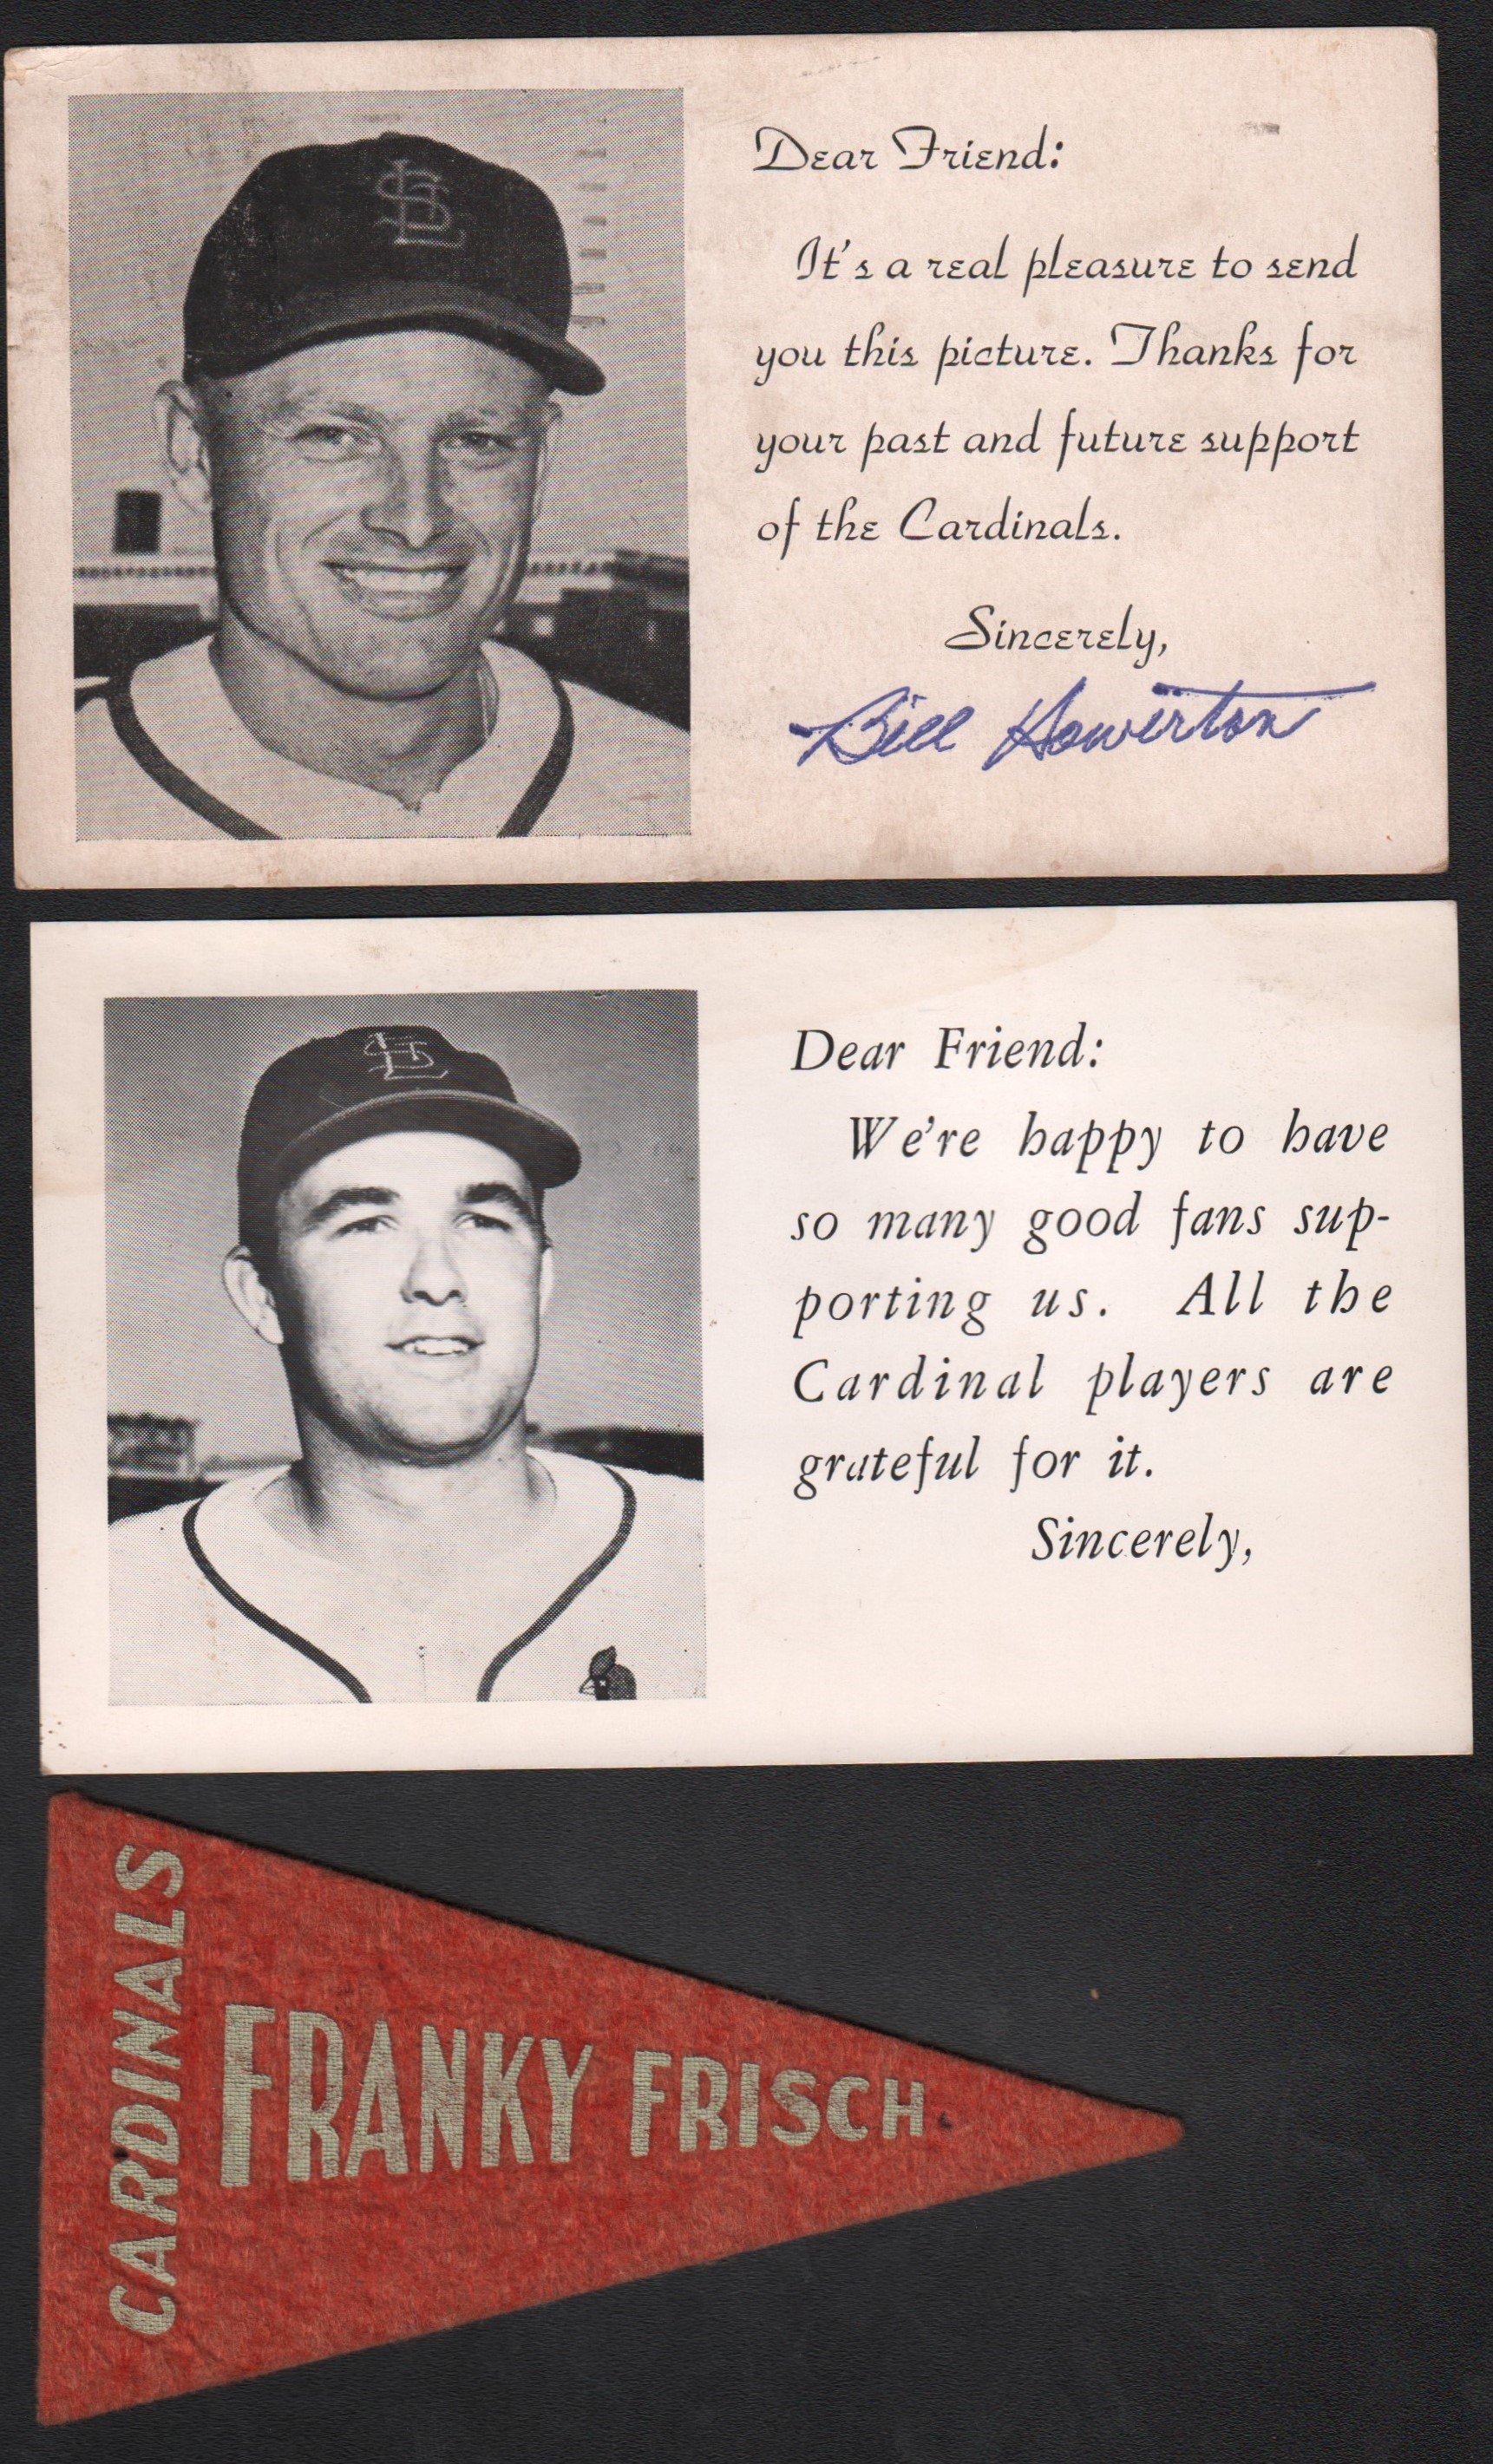 STL
Dear Friend:
It's a real pleasure to send
you this picture. Thanks for
your past and future support
of the Cardinals.
Sincerely,
Bill Howerton
STL
Dear Friend:
We're happy to have
so many good fans sup-
porting us. All the
Cardinal players are
grateful for it.
Sincerely,
CARDINALS
FRANKY FRISCH